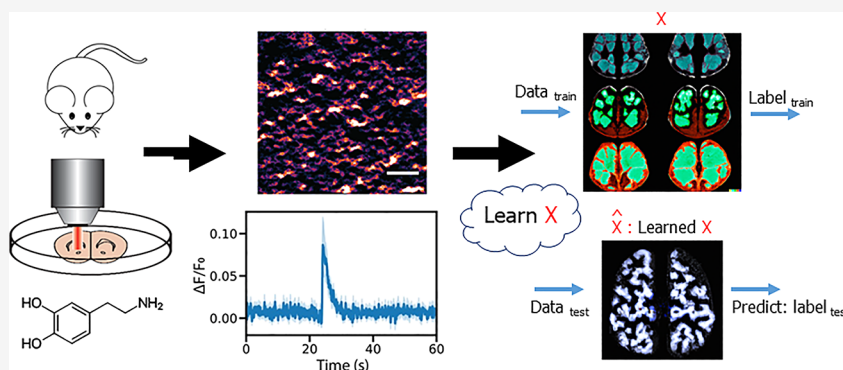 HO
HO
NH₂
ΔF/F₀
0.10
0.05
0.00
0
20
40
60
Time (s)
X
Data train
Label train
Learn X
X̂ : Learned X
Data test
Predict: label test